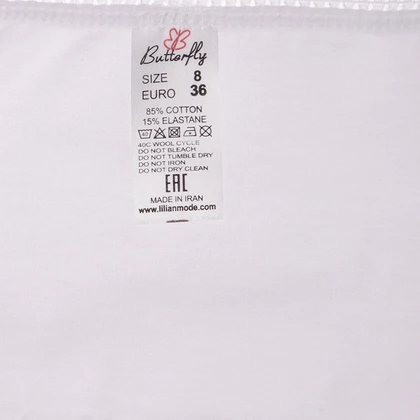 Butterfly
SIZE 8
EURO 36
85% COTTON
15% ELASTANE
40
40C WOOL CYCLE
DO NOT BLEACH
DO NOT TUMBLE DRY
DO NOT IRON
DO NOT DRY CLEAN
EAC
MADE IN IRAN
www.lilianmode.com